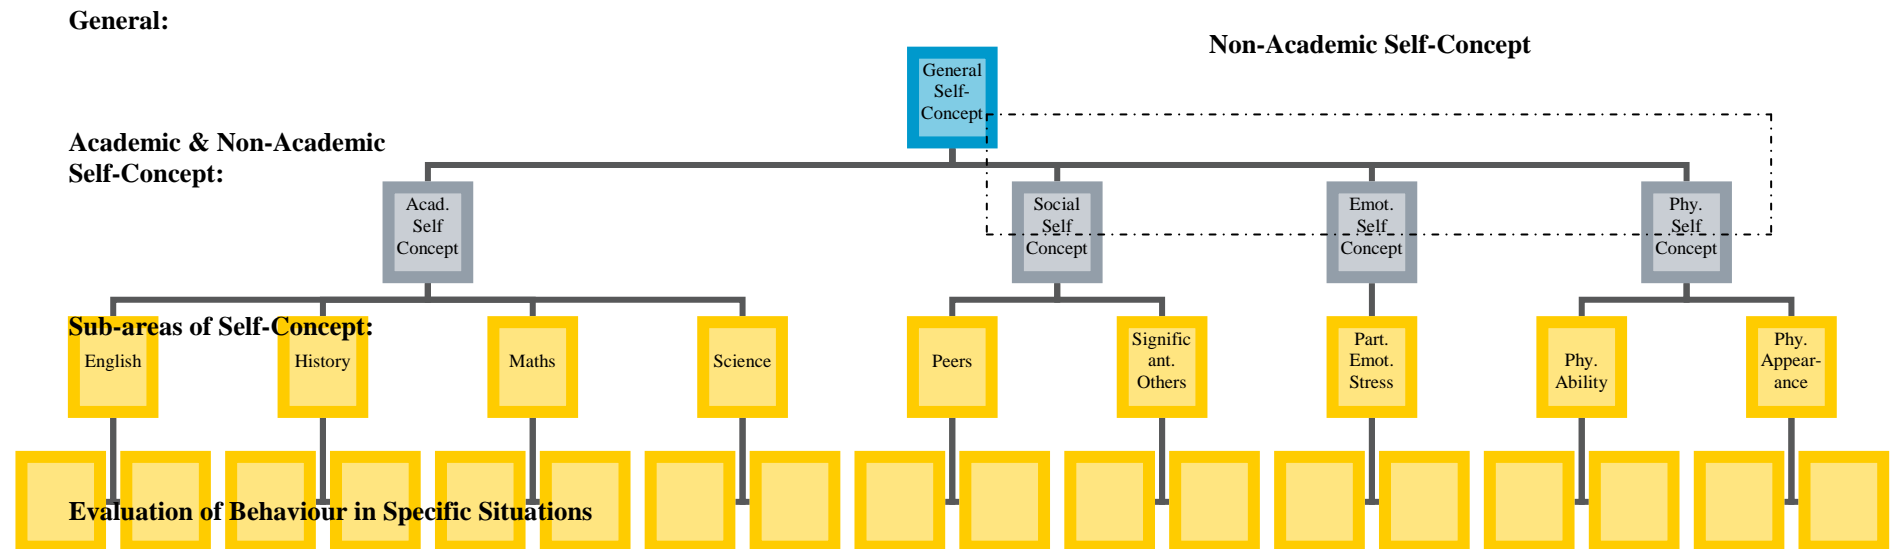 General:
Non-Academic Self-Concept
General
Self-
Concept
Academic & Non-Academic
Self-Concept:
Acad.
Self
Concept
Social
Self
Concept
Emot.
Self
Concept
Phy.
Self
Concept
Sub-areas of Self-Concept:
English
History
Maths
Science
Peers
Signific
ant.
Others
Part.
Emot.
Stress
Phy.
Ability
Phy.
Appear-
ance
Evaluation of Behaviour in Specific Situations